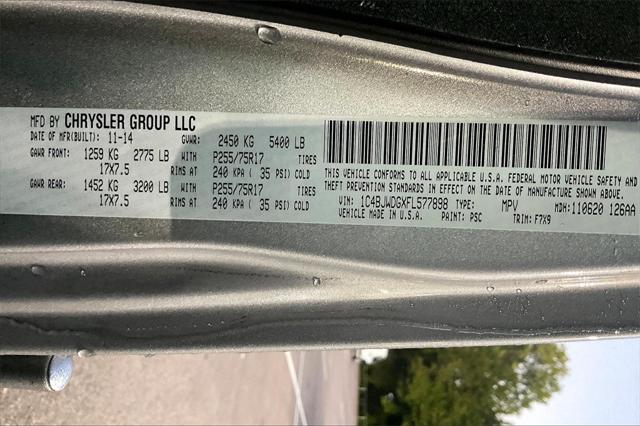 MFD BY CHRYSLER GROUP LLC
DATE OF MFR(BUILT): 11-14 GVWR: 2450 KG 5400 LB
GAWR FRONT: 1259 KG 2775 LB WITH P255/75R17 TIRES
17X7.5 RIMS AT 240 KPA ( 35 PSI) COLD
GAWR REAR: 1452 KG 3200 LB WITH P255/75R17 TIRES
17X7.5 RIMS AT 240 KPA ( 35 PSI) COLD
THIS VEHICLE CONFORMS TO ALL APPLICABLE U.S.A. FEDERAL MOTOR VEHICLE SAFETY AND
THEFT PREVENTION STANDARDS IN EFFECT ON THE DATE OF MANUFACTURE SHOWN ABOVE.
VIN: 1C4BJWDGXFL577898 TYPE: MPV MDH: 110620 126AA
VEHICLE MADE IN U.S.A. PAINT: PSC TRIM: F7X9